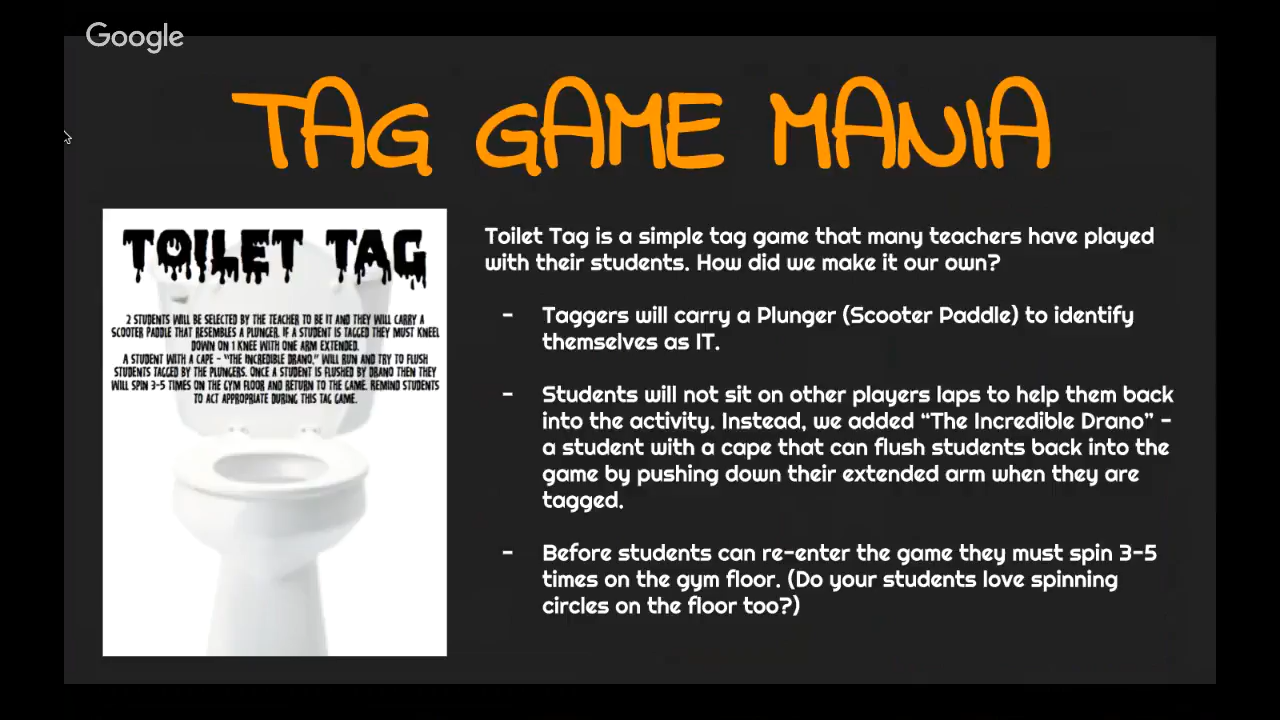 Google
TAG GAME MANIA
TOILET TAG
2 STUDENTS WILL BE SELECTED BY THE TEACHER TO BE IT AND THEY WILL CARRY A
SCOOTER PADDLE THAT RESEMBLES A PLUNGER. IF A STUDENT IS TAGGED THEY MUST KNEEL
DOWN ON 1 KNEE WITH ONE ARM EXTENDED.
A STUDENT WITH A CAPE - "THE INCREDIBLE DRANO," WILL RUN AND TRY TO FLUSH
STUDENTS TAGGED BY THE PLUNGERS. ONCE A STUDENT IS FLUSHED BY DRANO THEN THEY
WILL SPIN 3-5 TIMES ON THE GYM FLOOR AND RETURN TO THE GAME. REMIND STUDENTS
TO ACT APPROPRIATE DURING THIS TAG GAME.
Toilet Tag is a simple tag game that many teachers have played
with their students. How did we make it our own?
- Taggers will carry a Plunger (Scooter Paddle) to identify
themselves as IT.
- Students will not sit on other players laps to help them back
into the activity. Instead, we added “The Incredible Drano” -
a student with a cape that can flush students back into the
game by pushing down their extended arm when they are
tagged.
- Before students can re-enter the game they must spin 3-5
times on the gym floor. (Do your students love spinning
circles on the floor too?)